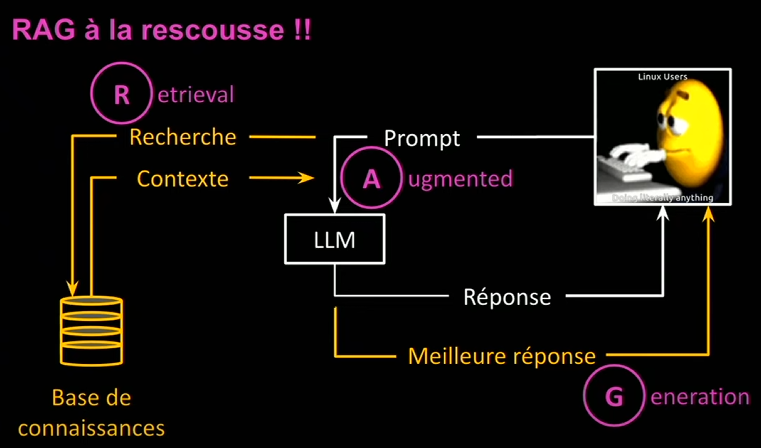 RAG à la rescousse !!
R etrieval
Recherche
Prompt
Contexte
A ugmented
LLM
Réponse
Meilleure réponse
G eneration
Base de
connaissances
Linux Users
Doing literally anything